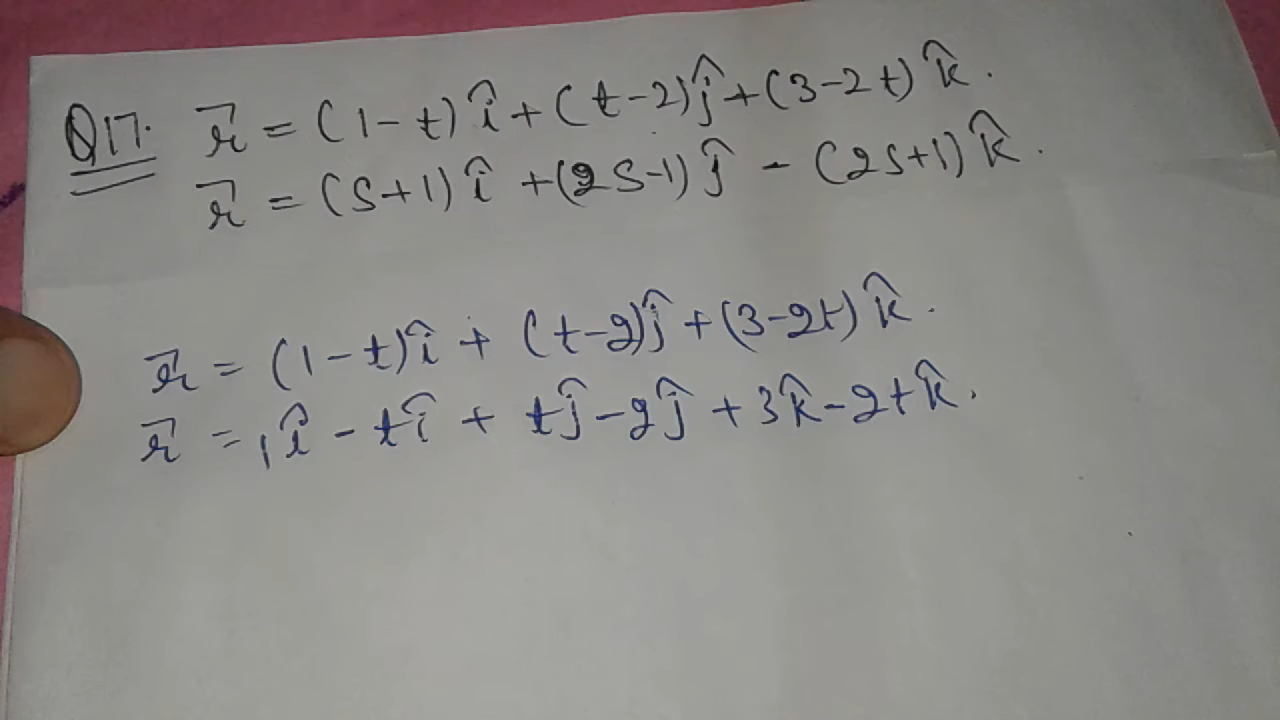 Q17. r⃗ = (1-t)î+(t-2)ĵ+(3-2t)k̂.
r⃗ = (S+1)î+(2S-1)ĵ - (2S+1)k̂.
r⃗ = (1-t)î + (t-2)ĵ+(3-2t)k̂.
r⃗ = 1î - tî + tĵ-2ĵ + 3k̂-2tk̂.